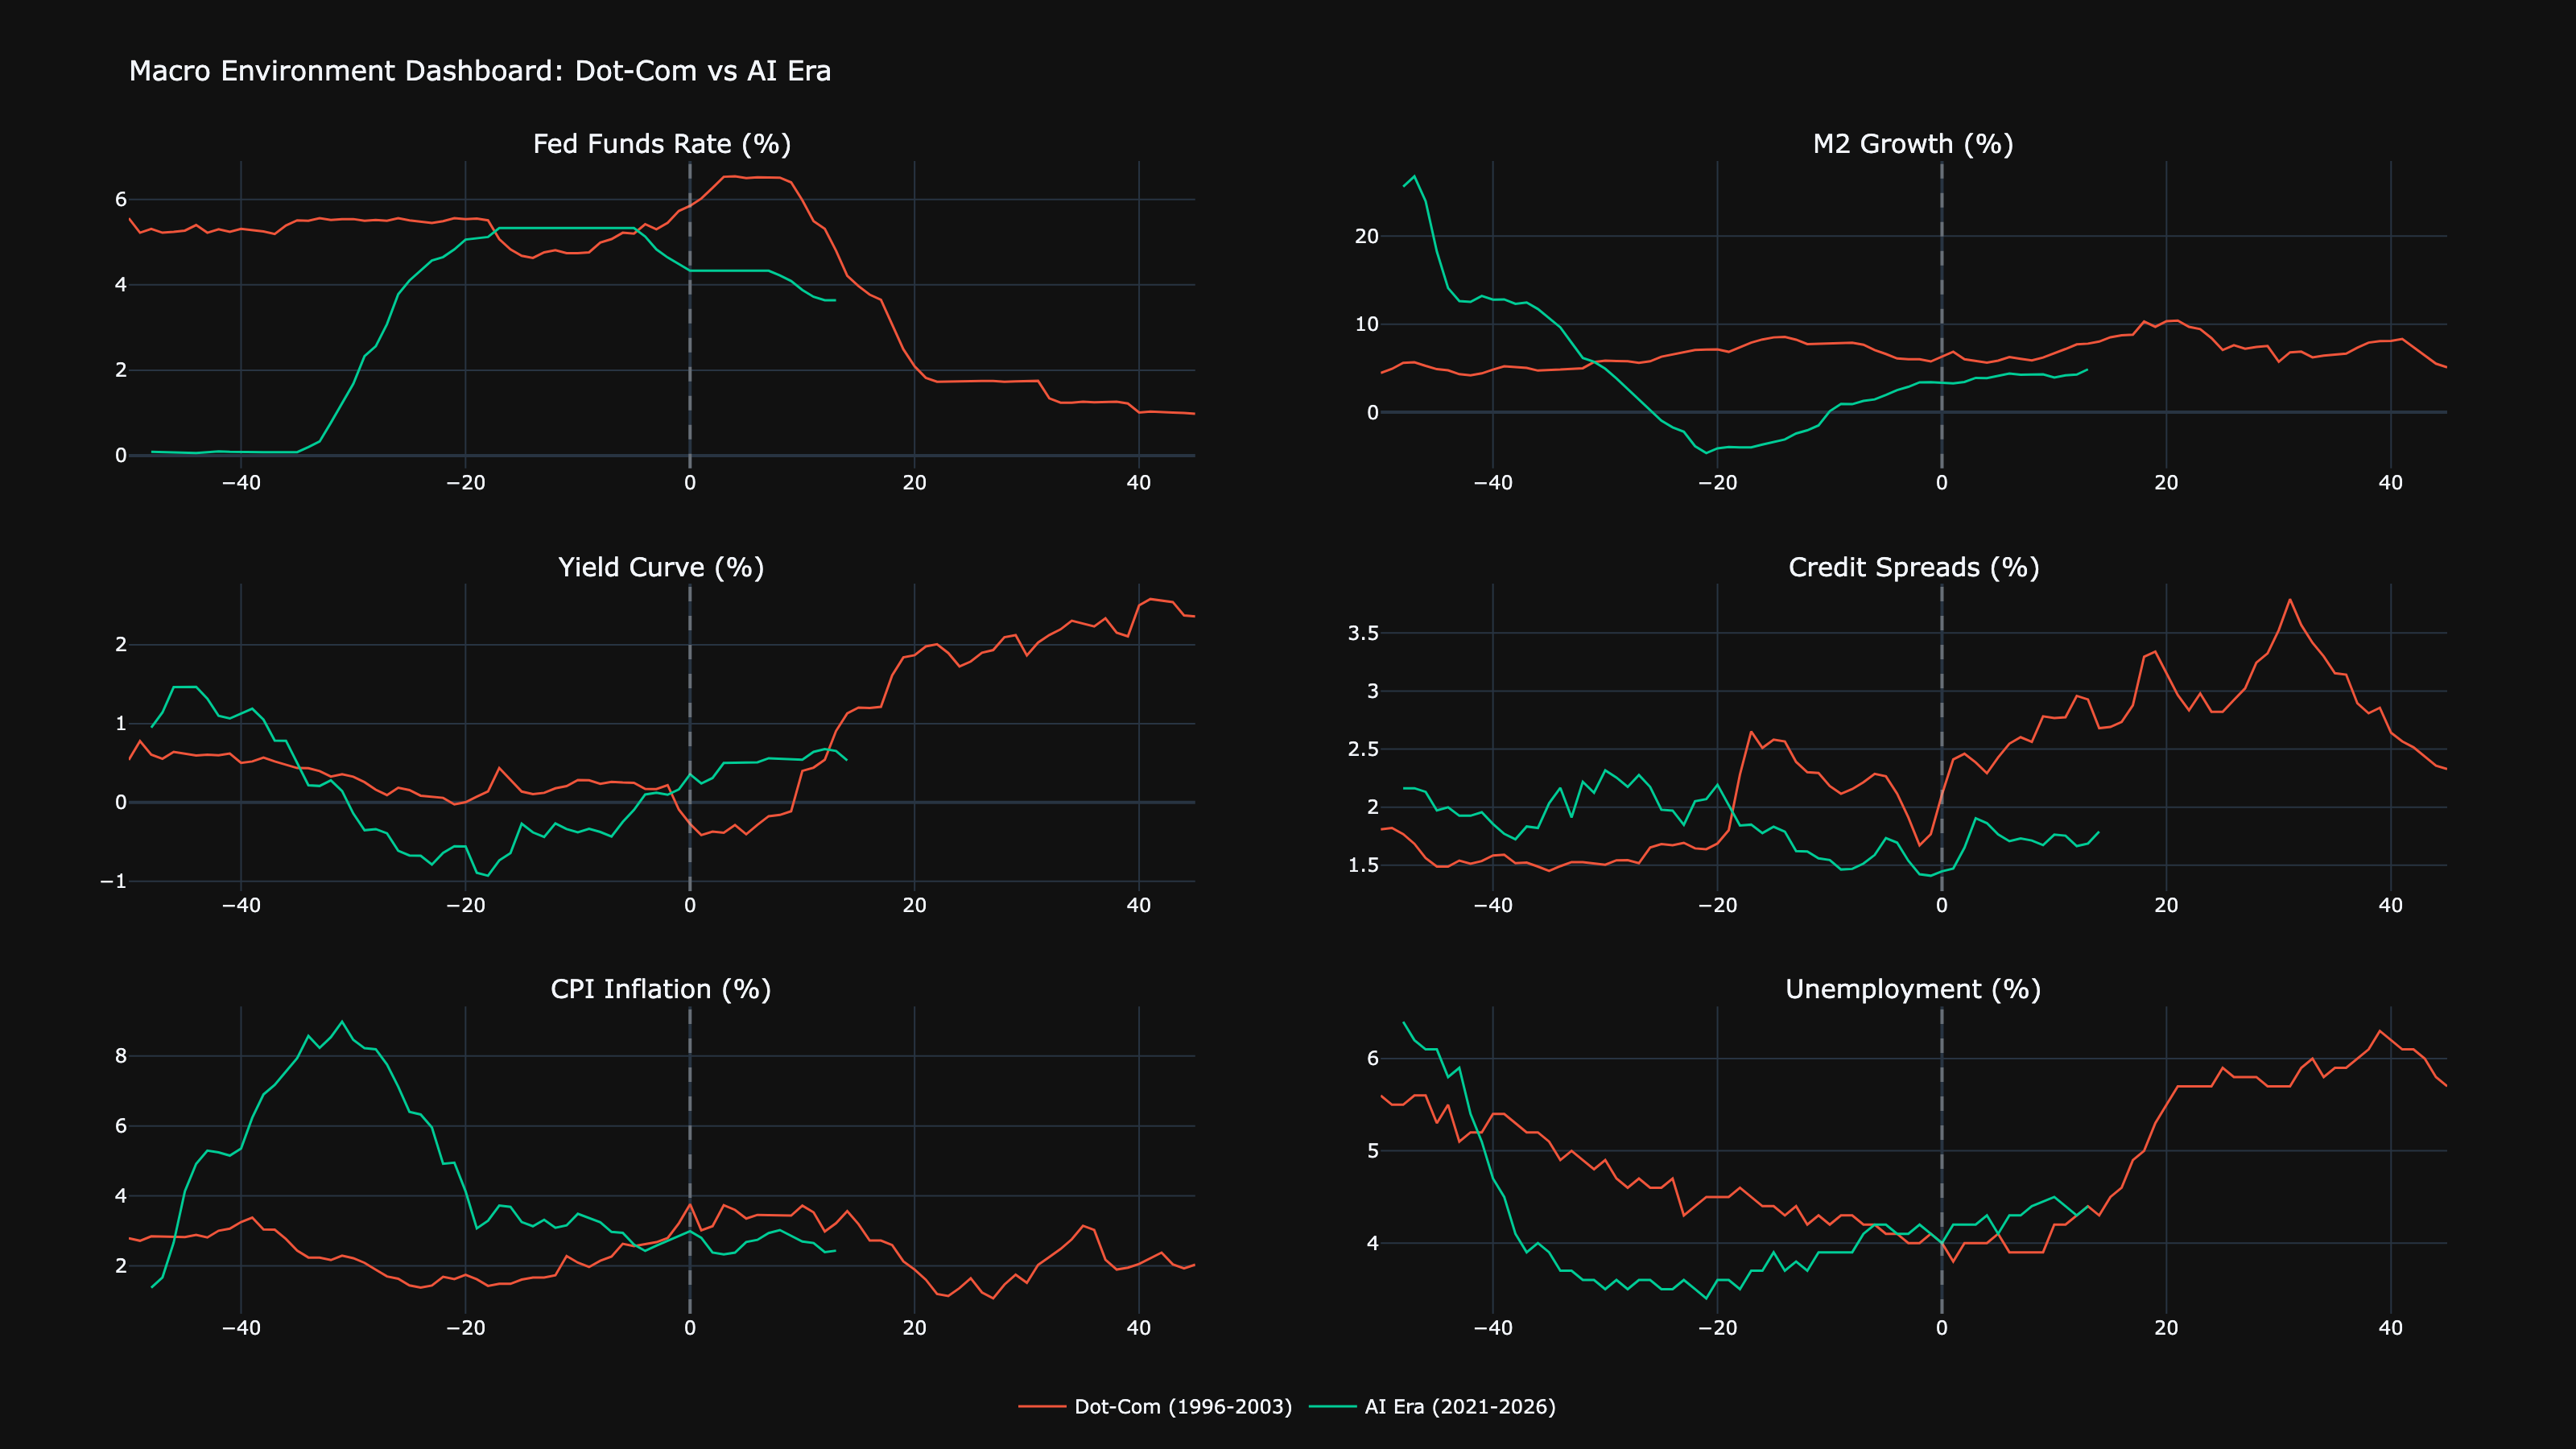 Macro Environment Dashboard: Dot-Com vs AI Era
Fed Funds Rate (%)
6
4
2
0
−40 −20 0 20 40
M2 Growth (%)
20
10
0
−40 −20 0 20 40
Yield Curve (%)
2
1
0
−1
−40 −20 0 20 40
Credit Spreads (%)
3.5
3
2.5
2
1.5
−40 −20 0 20 40
CPI Inflation (%)
8
6
4
2
−40 −20 0 20 40
Unemployment (%)
6
5
4
−40 −20 0 20 40
Dot-Com (1996-2003) AI Era (2021-2026)